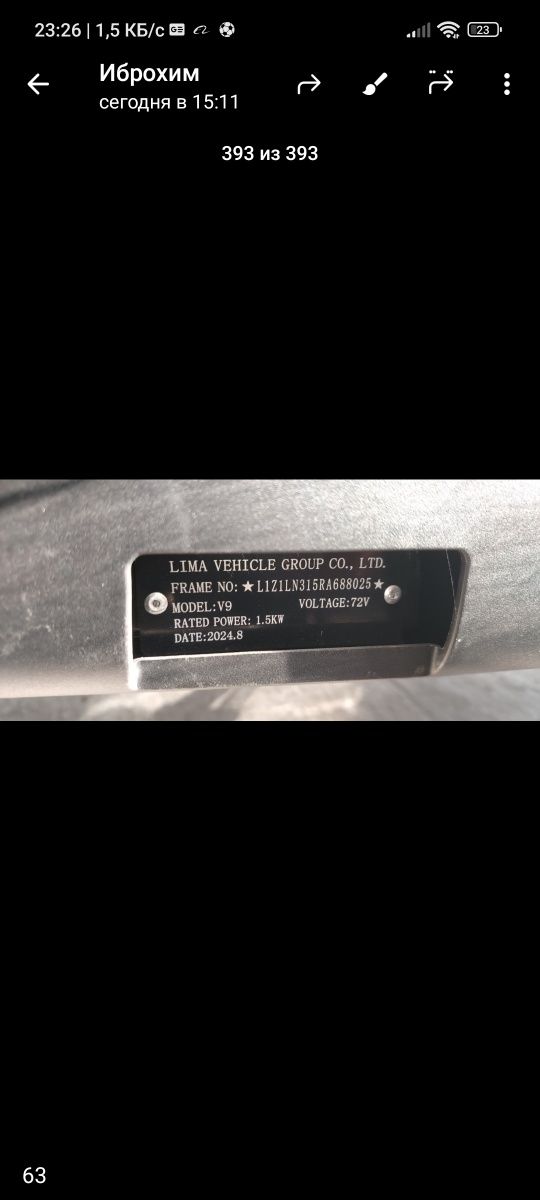 23:26 | 1,5 КБ/с
23
Иброхим
сегодня в 15:11
393 из 393
LIMA VEHICLE GROUP CO., LTD.
FRAME NO: ★L1Z1LN315RA688025★
MODEL:V9 VOLTAGE:72V
RATED POWER: 1.5KW
DATE:2024.8
63